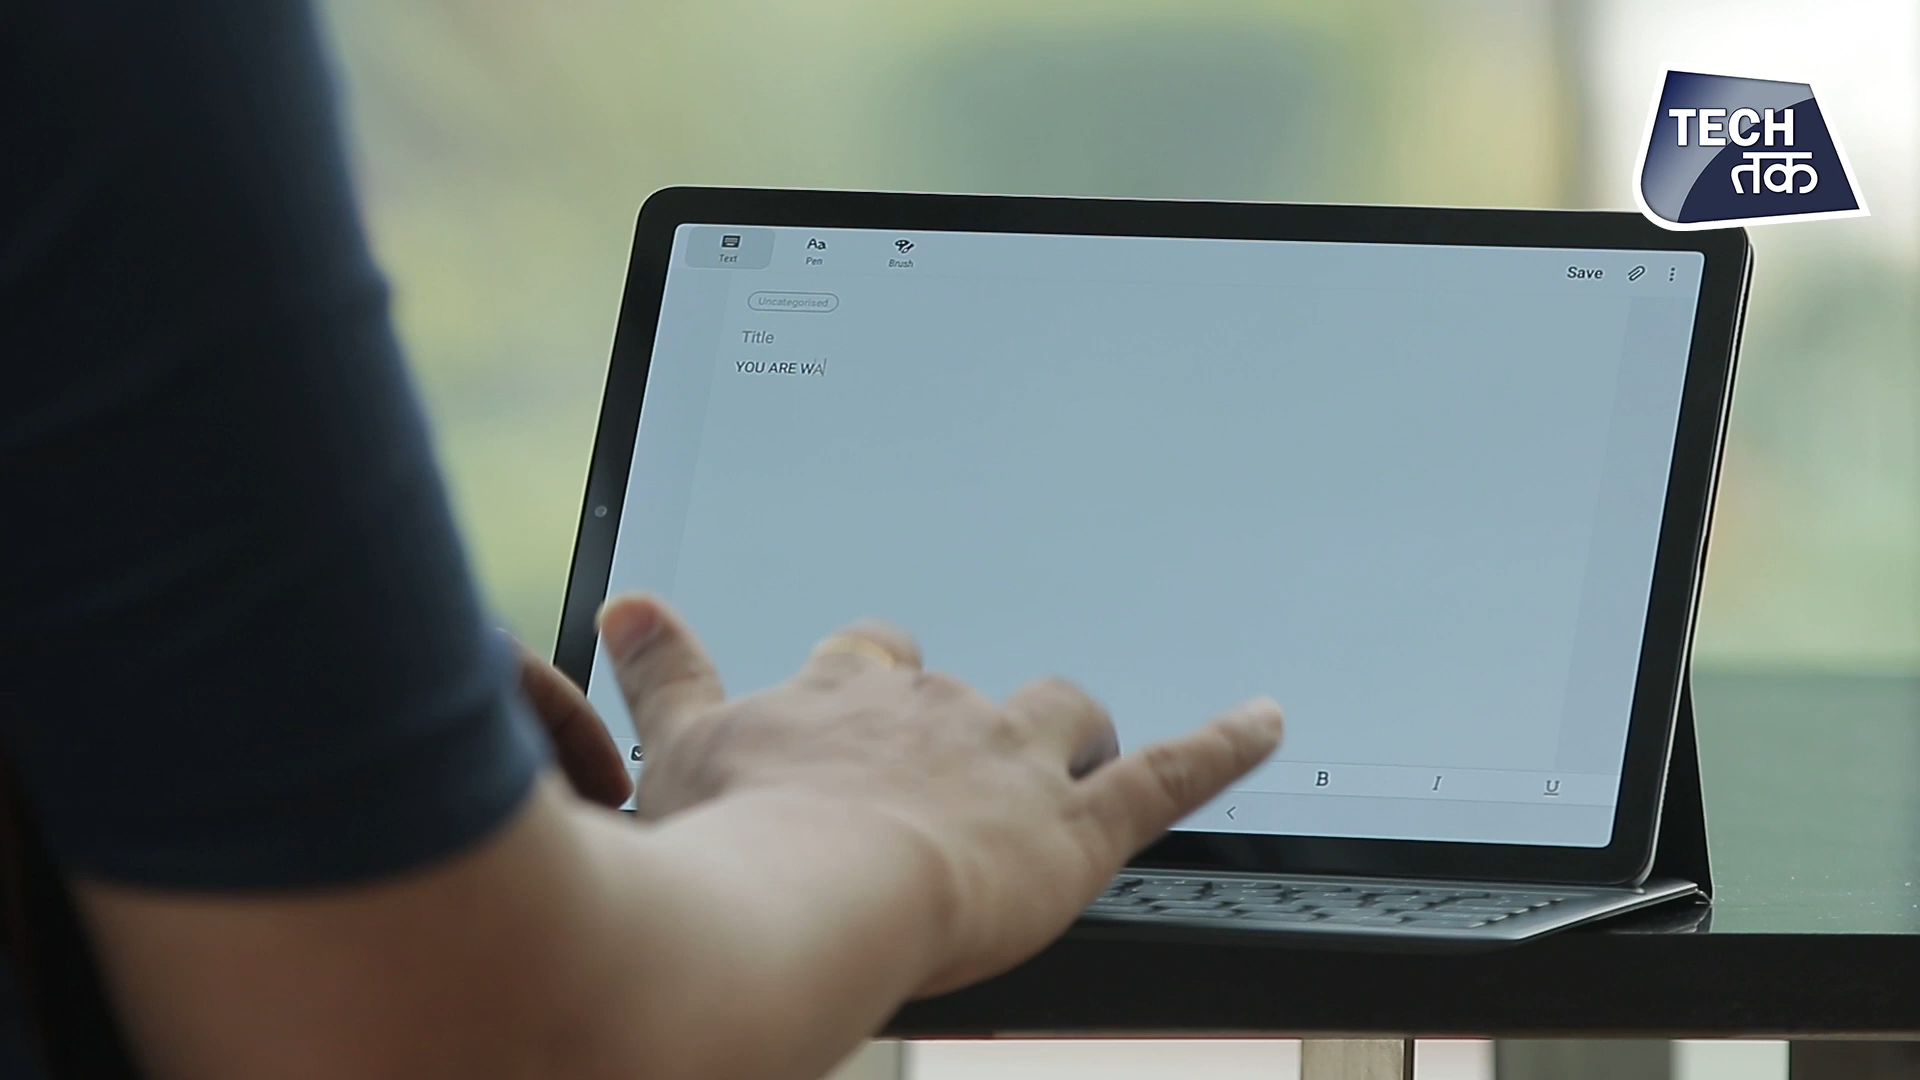 TECH
तक
Text
Aa
Pen
Brush
Save
Uncategorised
Title
YOU ARE WA
B
I
U